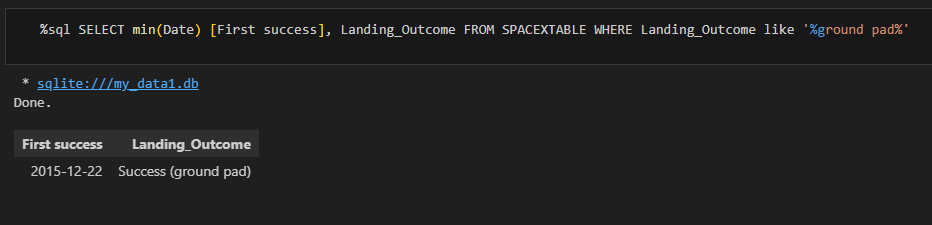 %sql SELECT min(Date) [First success], Landing_Outcome FROM SPACEXTABLE WHERE Landing_Outcome like '%ground pad%'
* sqlite:///my_data1.db
Done.
First success Landing_Outcome
2015-12-22 Success (ground pad)